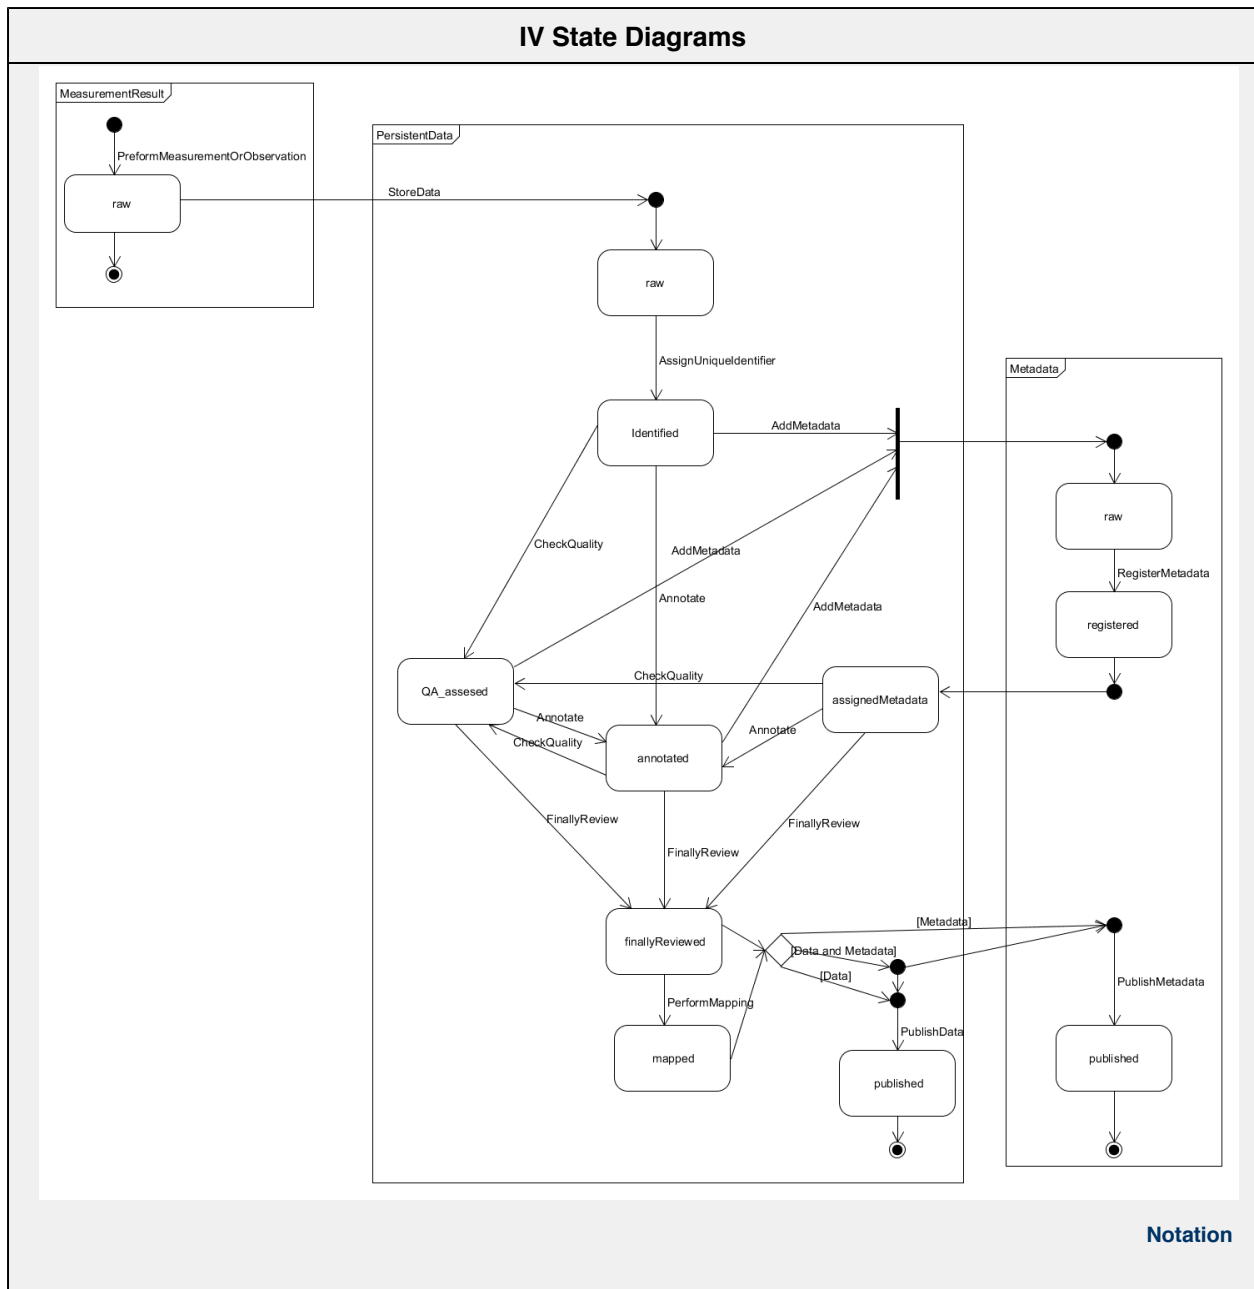 IV State Diagrams
MeasurementResult
PreformMeasurementOrObservation
raw
PersistentData
StoreData
raw
AssignUniqueIdentifier
Metadata
Identified
AddMetadata
raw
CheckQuality
AddMetadata
RegisterMetadata
Annotate
AddMetadata
registered
CheckQuality
QA_assesed
assignedMetadata
Annotate
Annotate
CheckQuality
annotated
FinallyReview
FinallyReview
FinallyReview
[Metadata]
finallyReviewed
[Data and Metadata]
[Data]
PublishMetadata
PerformMapping
PublishData
mapped
published
published
Notation